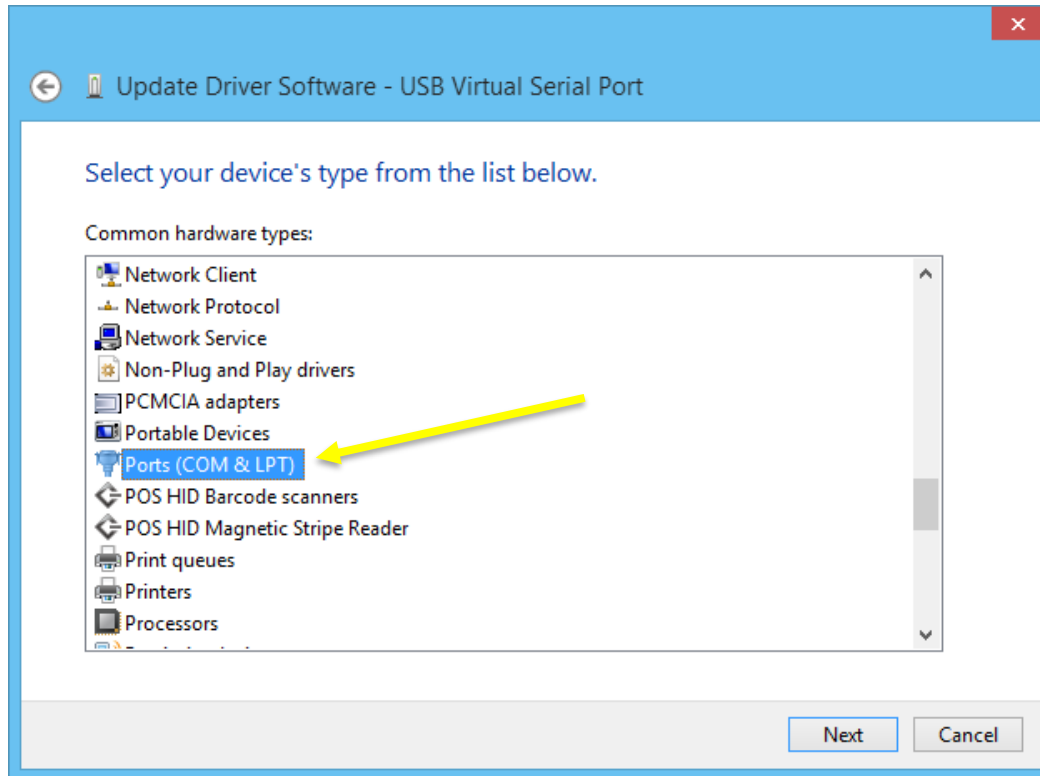 Update Driver Software - USB Virtual Serial Port
Select your device's type from the list below.
Common hardware types:
Network Client
Network Protocol
Network Service
Non-Plug and Play drivers
PCMCIA adapters
Portable Devices
Ports (COM & LPT)
POS HID Barcode scanners
POS HID Magnetic Stripe Reader
Print queues
Printers
Processors
Next Cancel